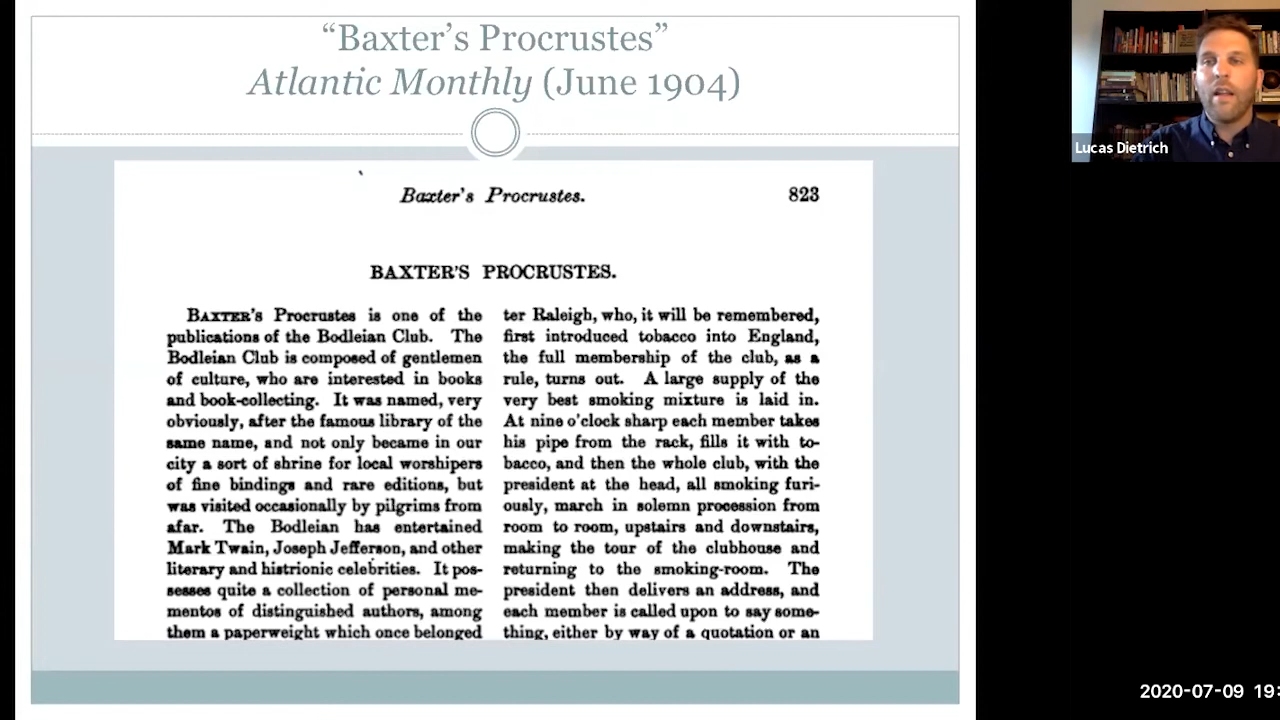 “Baxter’s Procrustes”
Atlantic Monthly (June 1904)
Baxter's Procrustes. 823
BAXTER'S PROCRUSTES.
BAXTER'S Procrustes is one of the
publications of the Bodleian Club. The
Bodleian Club is composed of gentlemen
of culture, who are interested in books
and book-collecting. It was named, very
obviously, after the famous library of the
same name, and not only became in our
city a sort of shrine for local worshipers
of fine bindings and rare editions, but
was visited occasionally by pilgrims from
afar. The Bodleian has entertained
Mark Twain, Joseph Jefferson, and other
literary and histrionic celebrities. It pos-
sesses quite a collection of personal me-
mentos of distinguished authors, among
them a paperweight which once belonged
ter Raleigh, who, it will be remembered,
first introduced tobacco into England,
the full membership of the club, as a
rule, turns out. A large supply of the
very best smoking mixture is laid in.
At nine o'clock sharp each member takes
his pipe from the rack, fills it with to-
bacco, and then the whole club, with the
president at the head, all smoking furi-
ously, march in solemn procession from
room to room, upstairs and downstairs,
making the tour of the clubhouse and
returning to the smoking-room. The
president then delivers an address, and
each member is called upon to say some-
thing, either by way of a quotation or an
Lucas Dietrich
2020-07-09 19: